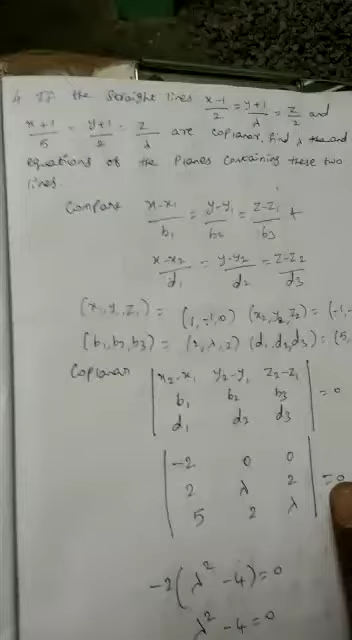 4. If the straight lines x-1/2 = y+1/λ = z/2 and
x+1/5 = y+1/2 = z/λ are coplanar, find λ the and
equations of the planes containing these two
lines.
Compare x-x₁/b₁ = y-y₁/b₂ = z-z₁/b₃ +
x-x₂/d₁ = y-y₂/d₂ = z-z₂/d₃
(x₁,y₁,z₁) = (1,-1,0) (x₂,y₂,z₂) = (-1,-
(b₁,b₂,b₃) = (2,λ,2) (d₁,d₂,d₃) = (5,
Coplanar | x₂-x₁ y₂-y₁ z₂-z₁ |
| b₁ b₂ b₃ | = 0
| d₁ d₂ d₃ |
| -2 0 0 |
| 2 λ 2 | = 0
| 5 2 λ |
-2(λ²-4) = 0
λ²-4 = 0